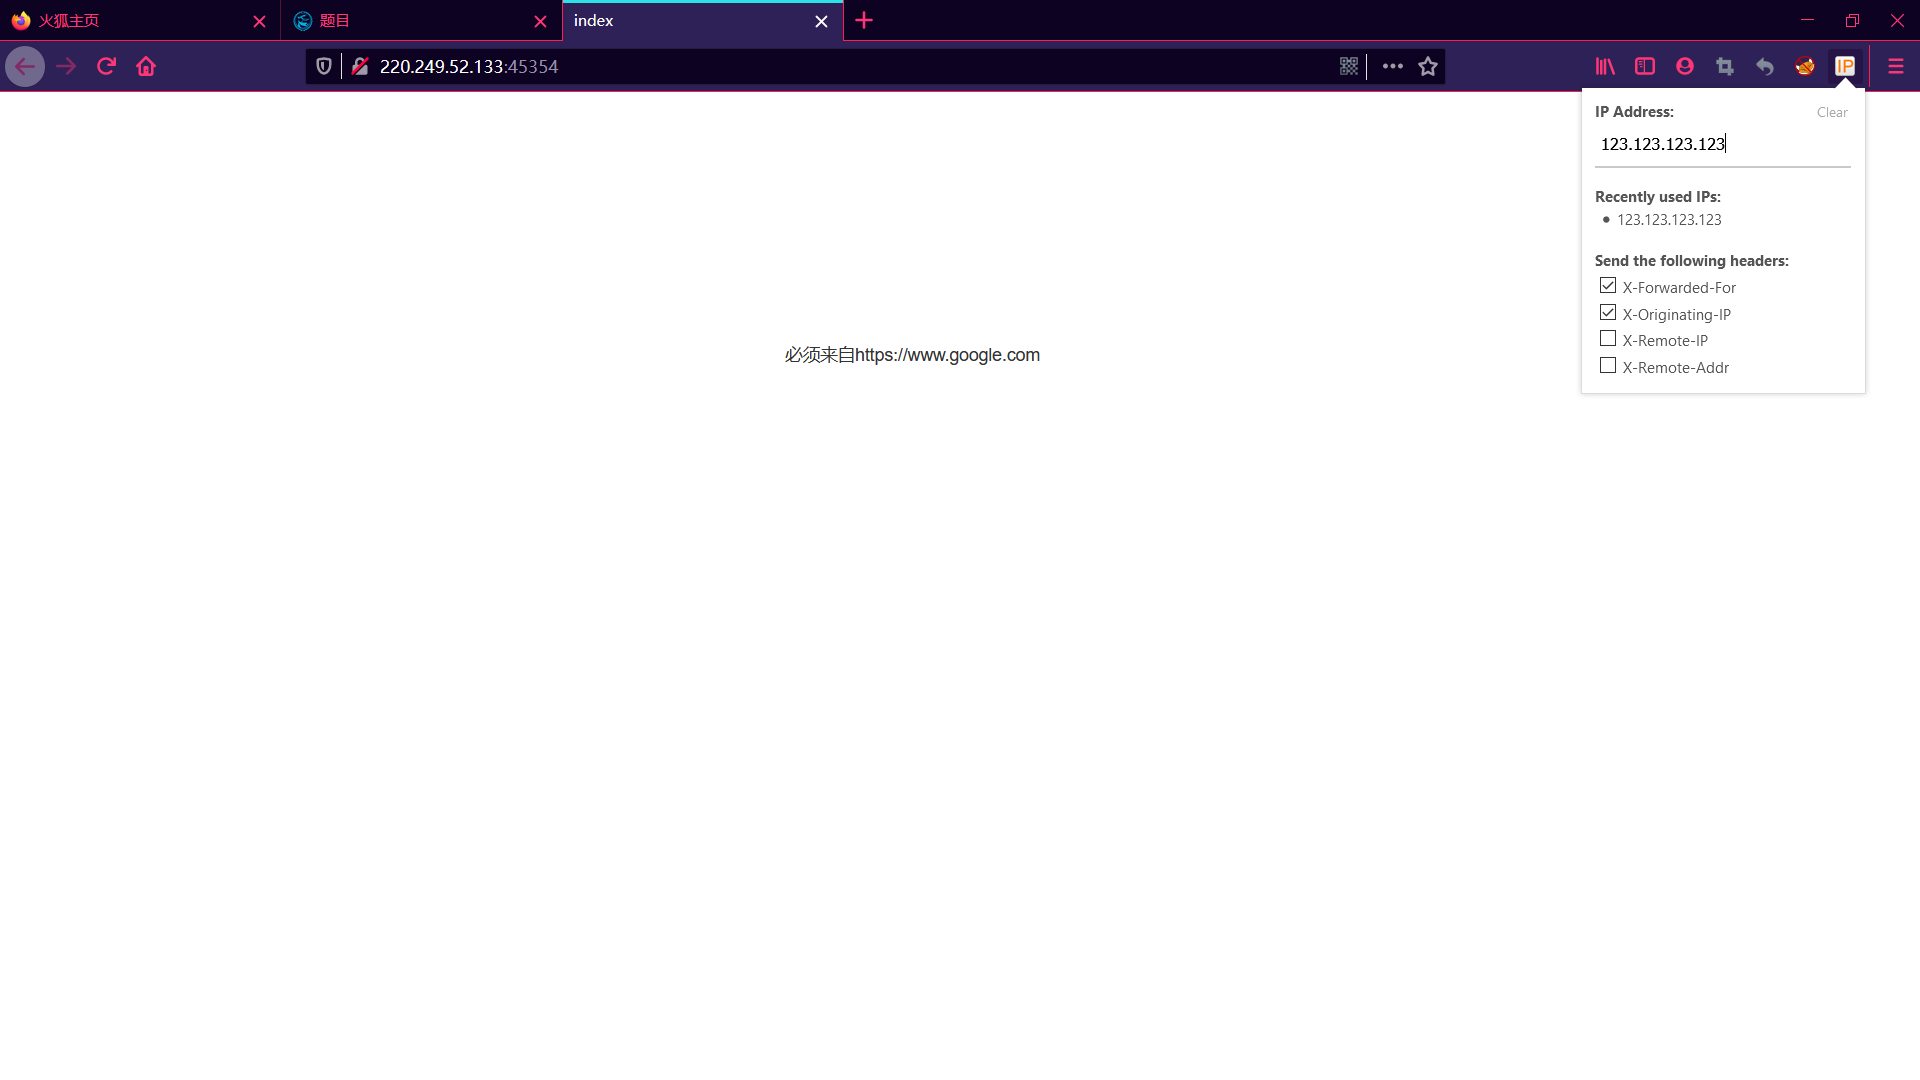 火狐主页
题目
index
220.249.52.133:45354
IP
IP Address:
Clear
123.123.123.123
Recently used IPs:
123.123.123.123
Send the following headers:
X-Forwarded-For
X-Originating-IP
X-Remote-IP
X-Remote-Addr
必须来自https://www.google.com